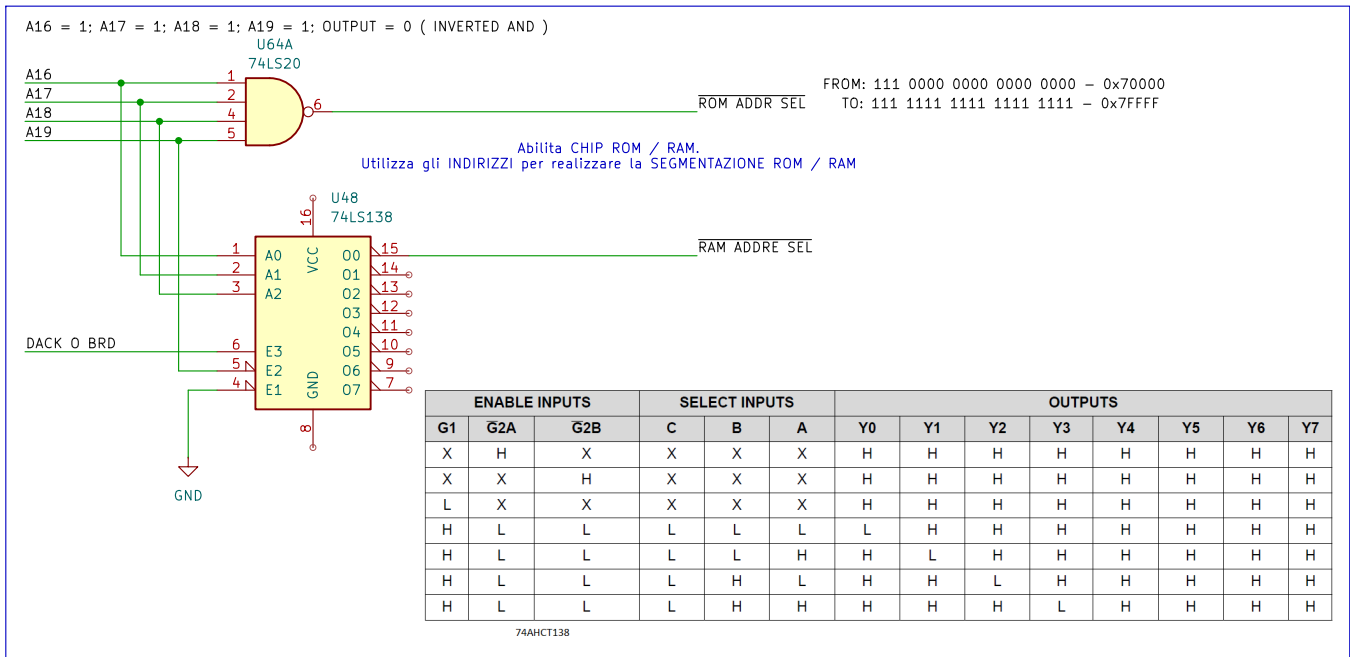 A16 = 1; A17 = 1; A18 = 1; A19 = 1; OUTPUT = 0 ( INVERTED AND )
U64A
74LS20
A16
A17
A18
A19
1
2
4
5
6
ROM ADDR SEL
FROM: 111 0000 0000 0000 0000 – 0x70000
TO: 111 1111 1111 1111 1111 – 0x7FFFF
Abilita CHIP ROM / RAM.
Utilizza gli INDIRIZZI per realizzare la SEGMENTAZIONE ROM / RAM
U48
74LS138
16
VCC
1 A0 O0 15
2 A1 O1 14
3 A2 O2 13
O3 12
O4 11
DACK 0 BRD 6 E3 O5 10
5 E2 O6 9
4 E1 O7 7
GND
8
GND
RAM ADDRE SEL
ENABLE INPUTS SELECT INPUTS OUTPUTS
G1 G2A G2B C B A Y0 Y1 Y2 Y3 Y4 Y5 Y6 Y7
X H X X X X H H H H H H H H
X X H X X X H H H H H H H H
L X X X X X H H H H H H H H
H L L L L L L H H H H H H H
H L L L L H H L H H H H H H
H L L L H L H H L H H H H H
H L L L H H H H H L H H H H
74AHCT138